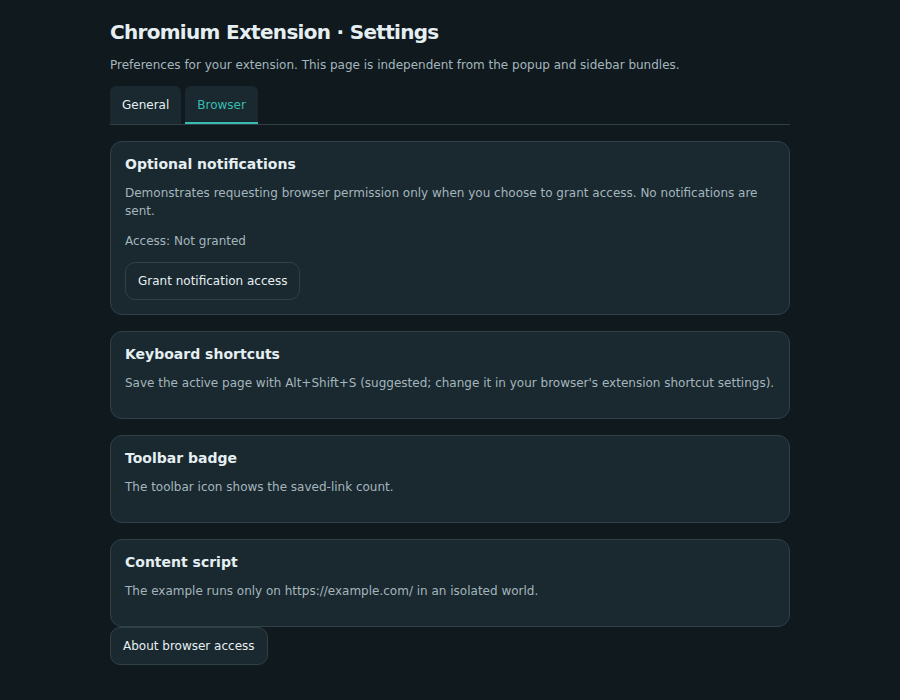 Chromium Extension · Settings
Preferences for your extension. This page is independent from the popup and sidebar bundles.
General
Browser
Optional notifications
Demonstrates requesting browser permission only when you choose to grant access. No notifications are
sent.
Access: Not granted
Grant notification access
Keyboard shortcuts
Save the active page with Alt+Shift+S (suggested; change it in your browser's extension shortcut settings).
Toolbar badge
The toolbar icon shows the saved-link count.
Content script
The example runs only on https://example.com/ in an isolated world.
About browser access